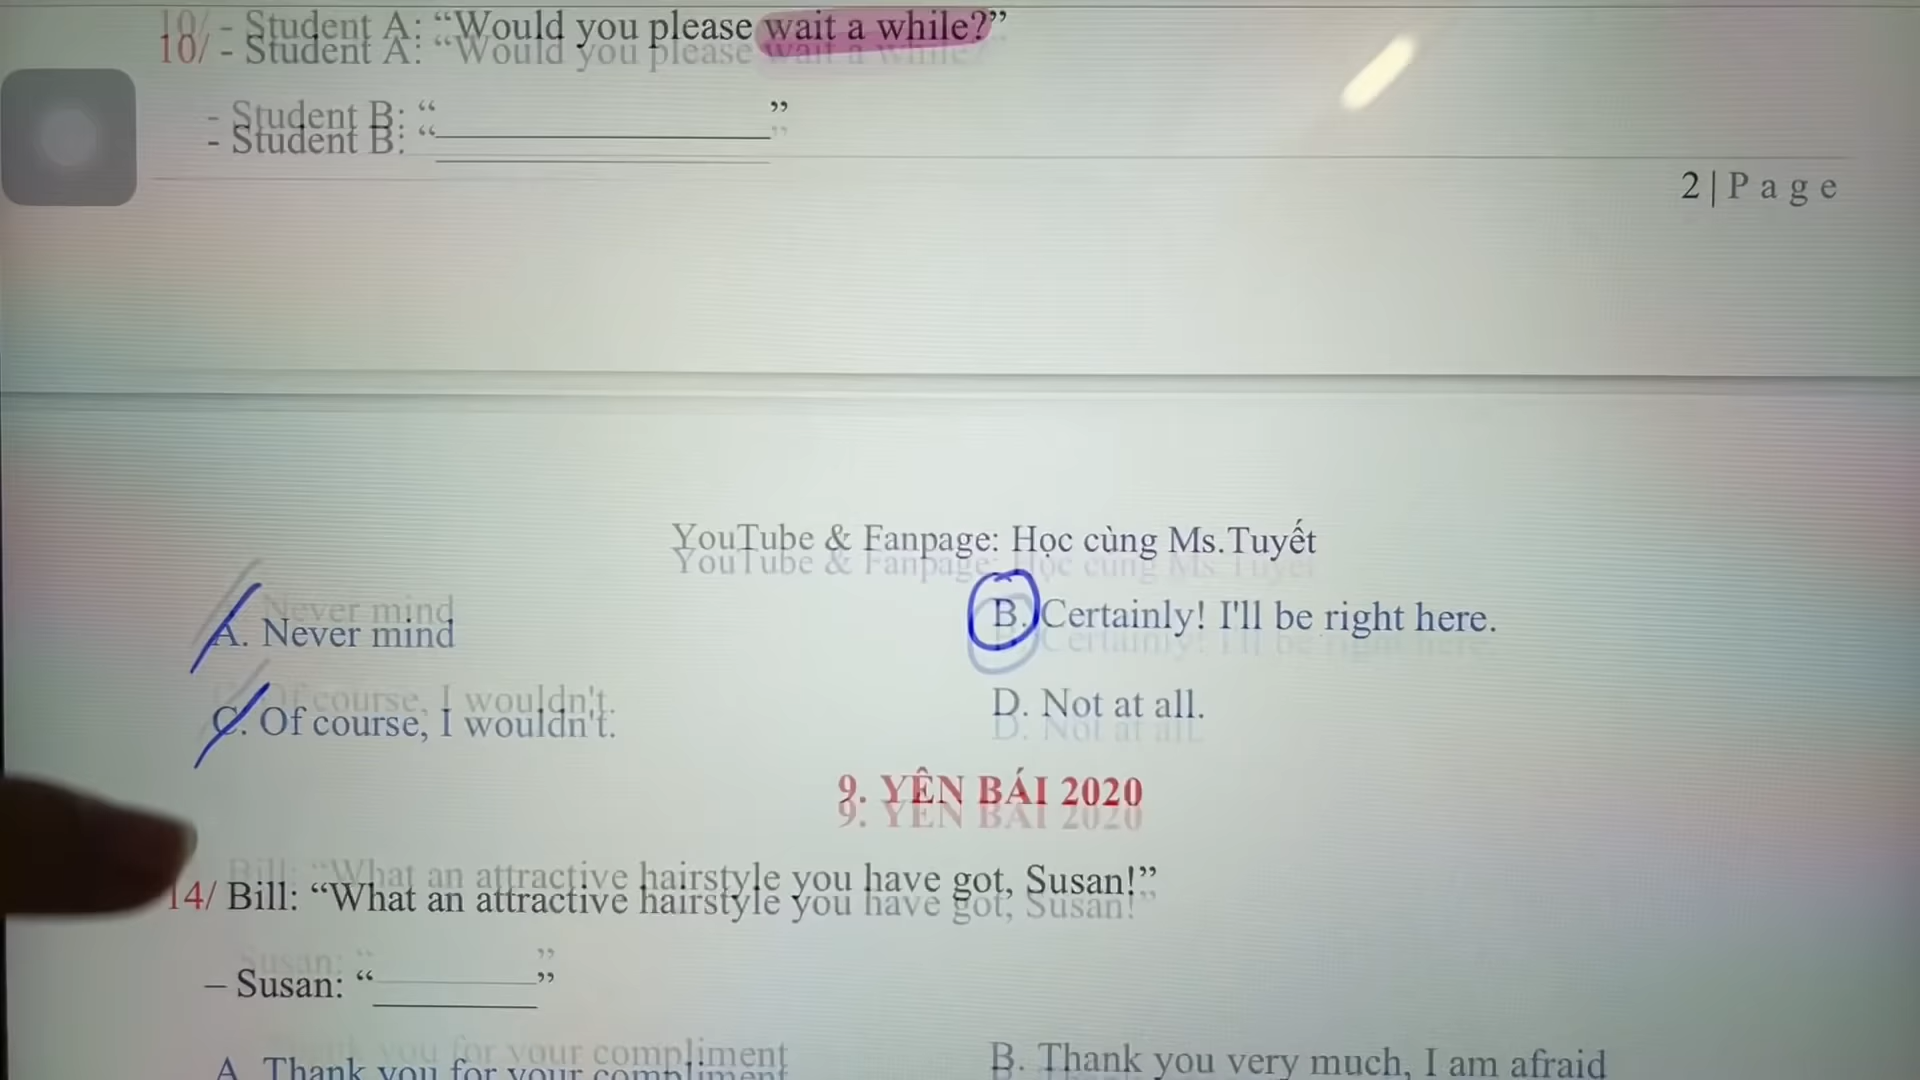 10/ - Student A: “Would you please wait a while?”
- Student B: “_______________”
2|Page
YouTube & Fanpage: Học cùng Ms.Tuyết
A. Never mind
B. Certainly! I'll be right here.
C. Of course, I wouldn't.
D. Not at all.
9. YÊN BÁI 2020
14/ Bill: “What an attractive hairstyle you have got, Susan!”
– Susan: “________”
A. Thank you for your compliment
B. Thank you very much, I am afraid